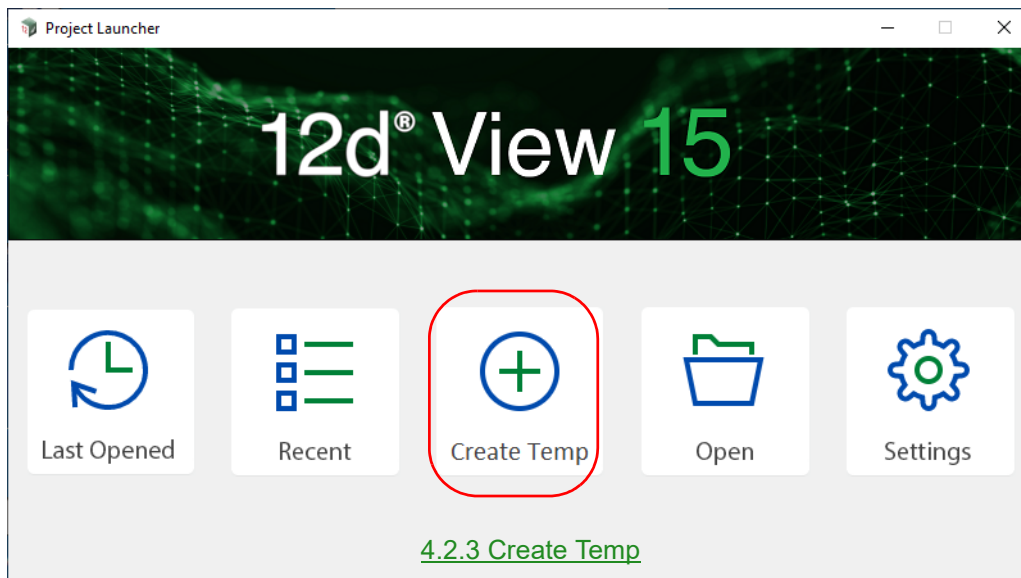 Project Launcher
12d® View 15
Last Opened
Recent
Create Temp
Open
Settings
4.2.3 Create Temp